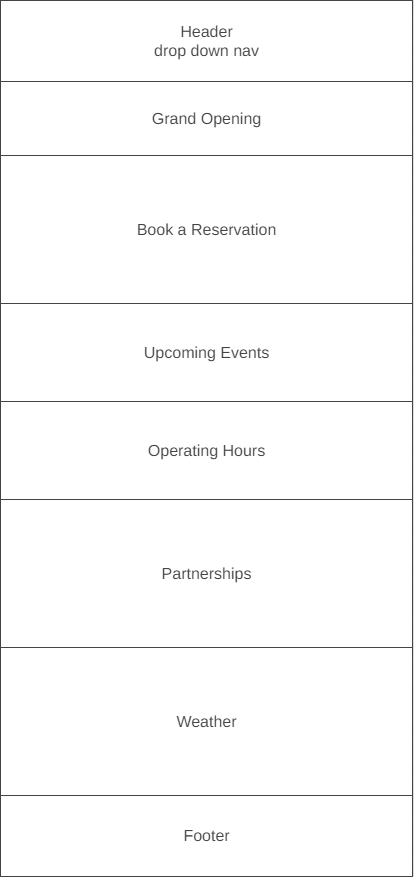 Header
drop down nav
Grand Opening
Book a Reservation
Upcoming Events
Operating Hours
Partnerships
Weather
Footer